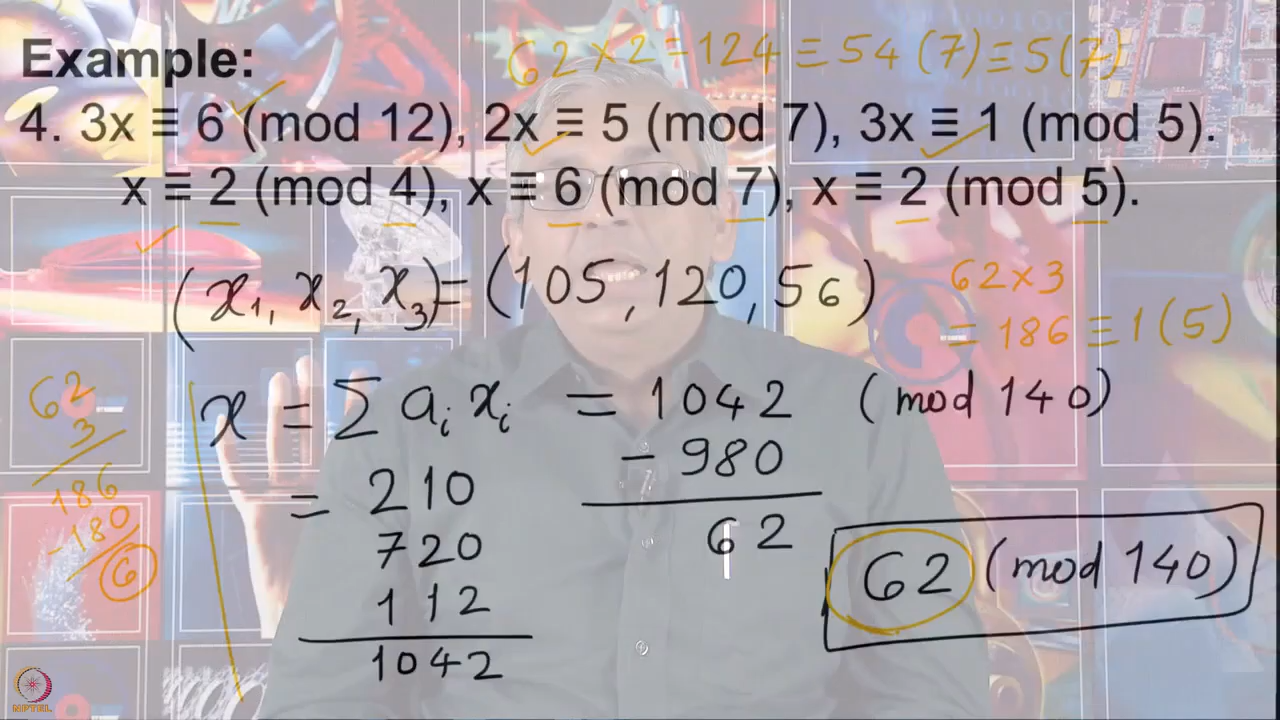 Example:
62 × 2 = 124 ≡ 54 (7) ≡ 5 (7)
4. 3x ≡ 6 (mod 12), 2x ≡ 5 (mod 7), 3x ≡ 1 (mod 5).
x ≡ 2 (mod 4), x ≡ 6 (mod 7), x ≡ 2 (mod 5).
(x₁, x₂, x₃) = (105, 120, 56)
62 × 3
= 186 ≡ 1 (5)
x = Σ aᵢ xᵢ = 1042 (mod 140)
- 980
62
= 210
720
112
1042
62 (mod 140)
62
3
186
-180
6
NPTEL